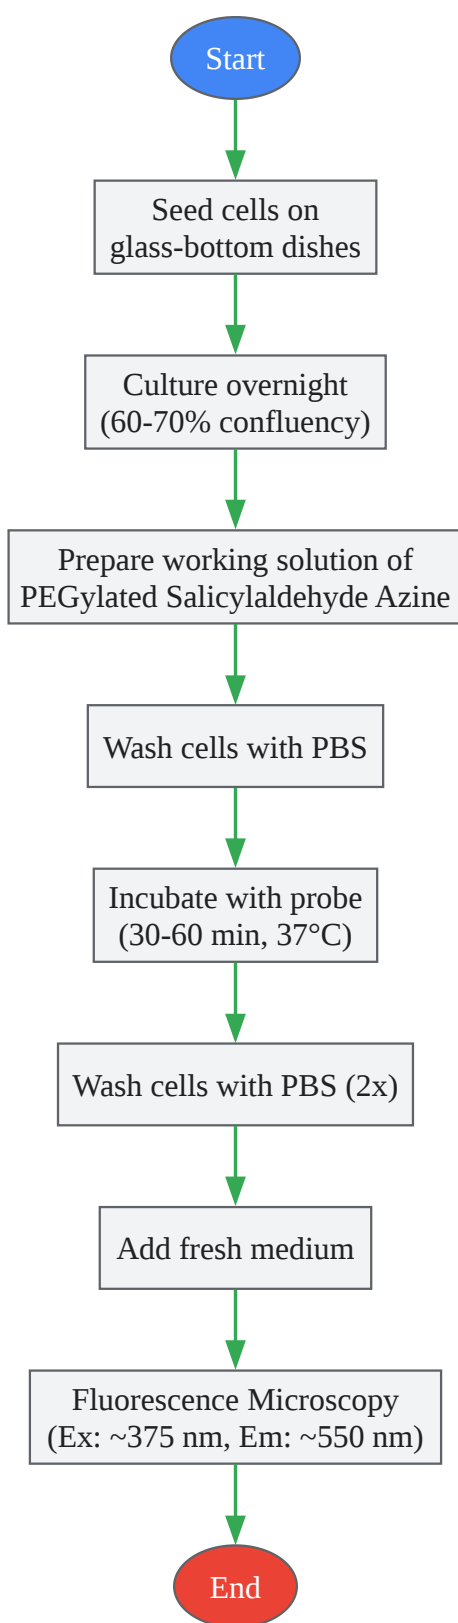 Start
Seed cells on
glass-bottom dishes
Culture overnight
(60-70% confluency)
Prepare working solution of
PEGylated Salicylaldehyde Azine
Wash cells with PBS
Incubate with probe
(30-60 min, 37°C)
Wash cells with PBS (2x)
Add fresh medium
Fluorescence Microscopy
(Ex: ~375 nm, Em: ~550 nm)
End